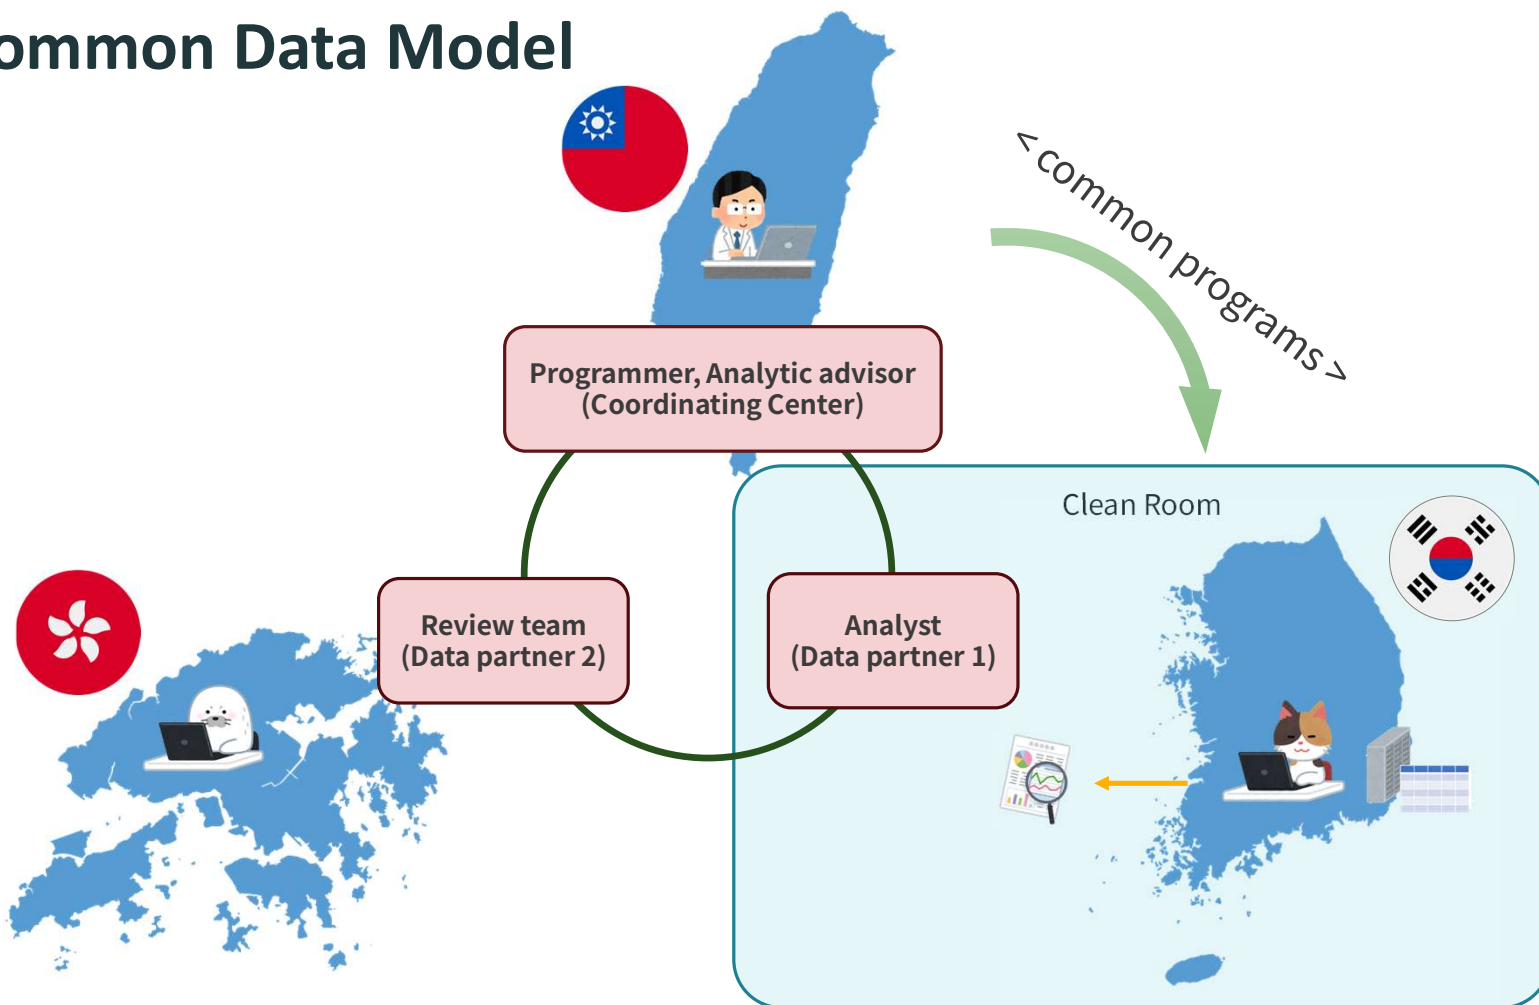 ommon Data Model
< common programs >
Programmer, Analytic advisor
(Coordinating Center)
Clean Room
Review team
(Data partner 2)
Analyst
(Data partner 1)